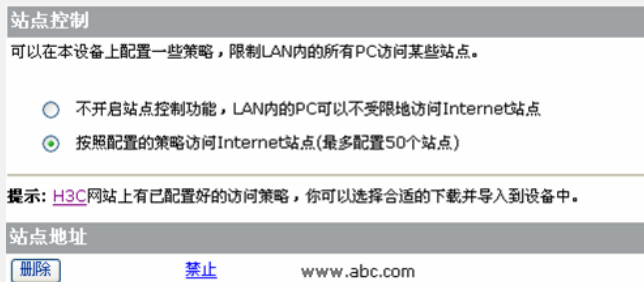 站点控制
可以在本设备上配置一些策略，限制LAN内的所有PC访问某些站点。
不开启站点控制功能，LAN内的PC可以不受限地访问Internet站点
按照配置的策略访问Internet站点(最多配置50个站点)
提示: H3C网站上有已配置好的访问策略，你可以选择合适的下载并导入到设备中。
站点地址
删除 禁止 www.abc.com